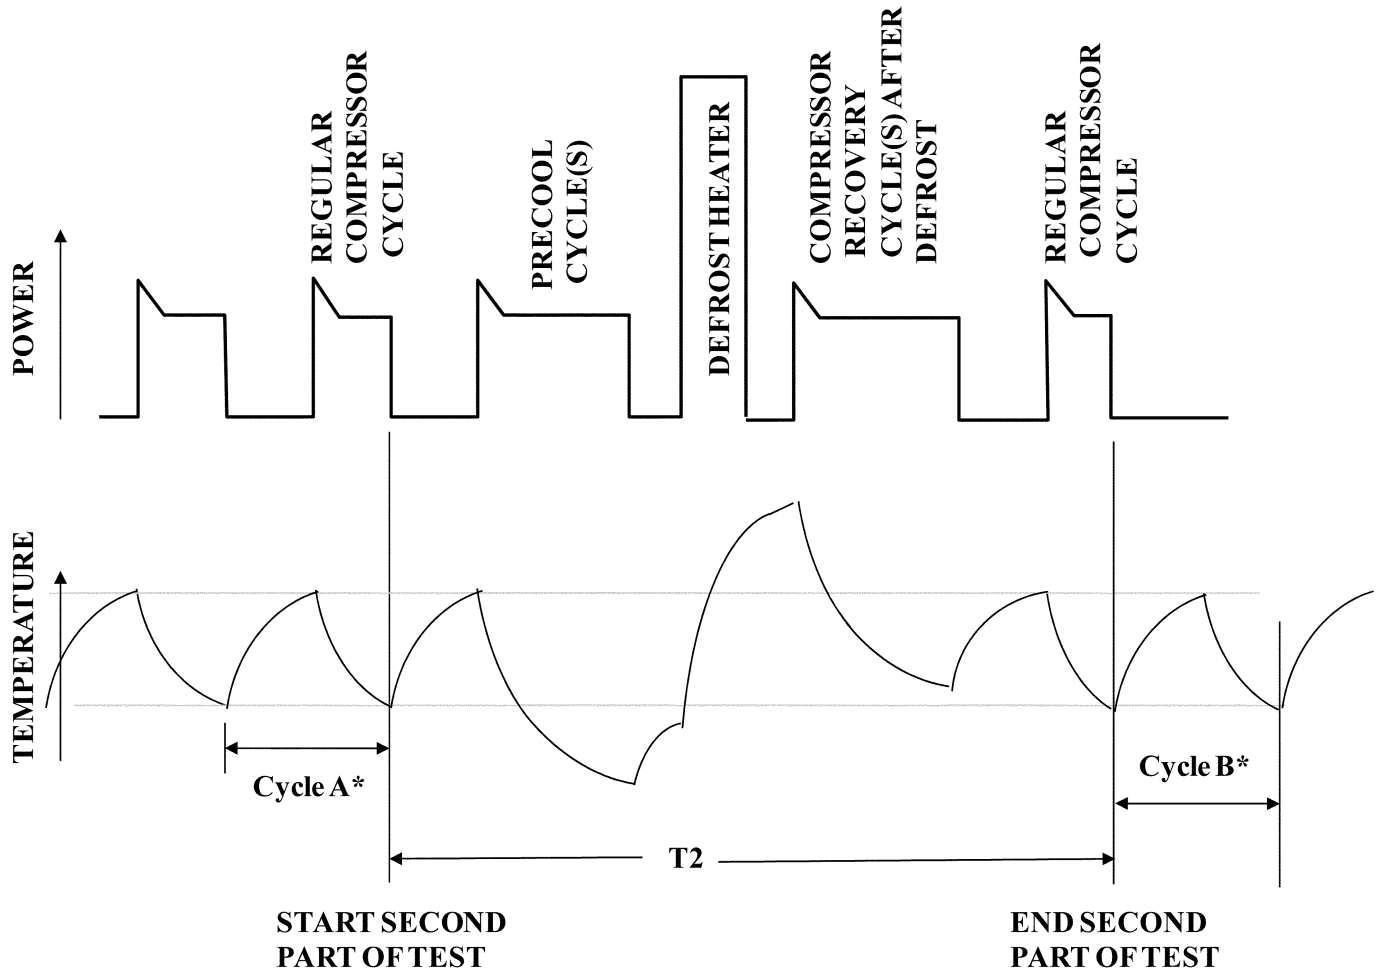 REGULAR
COMPRESSOR
CYCLE
PRECOOL
CYCLE(S)
DEFROST HEATER
COMPRESSOR
RECOVERY
CYCLE(S) AFTER
DEFROST
REGULAR
COMPRESSOR
CYCLE
POWER
TEMPERATURE
Cycle A*
Cycle B*
T2
START SECOND
PART OF TEST
END SECOND
PART OF TEST